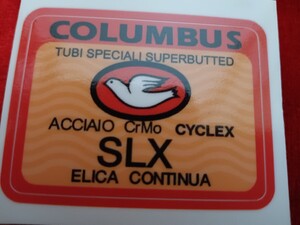 COLUMBUS
TUBI SPECIALI SUPERBUTTED
ACCIAIO CrMo CYCLEX
SLX
ELICA CONTINUA